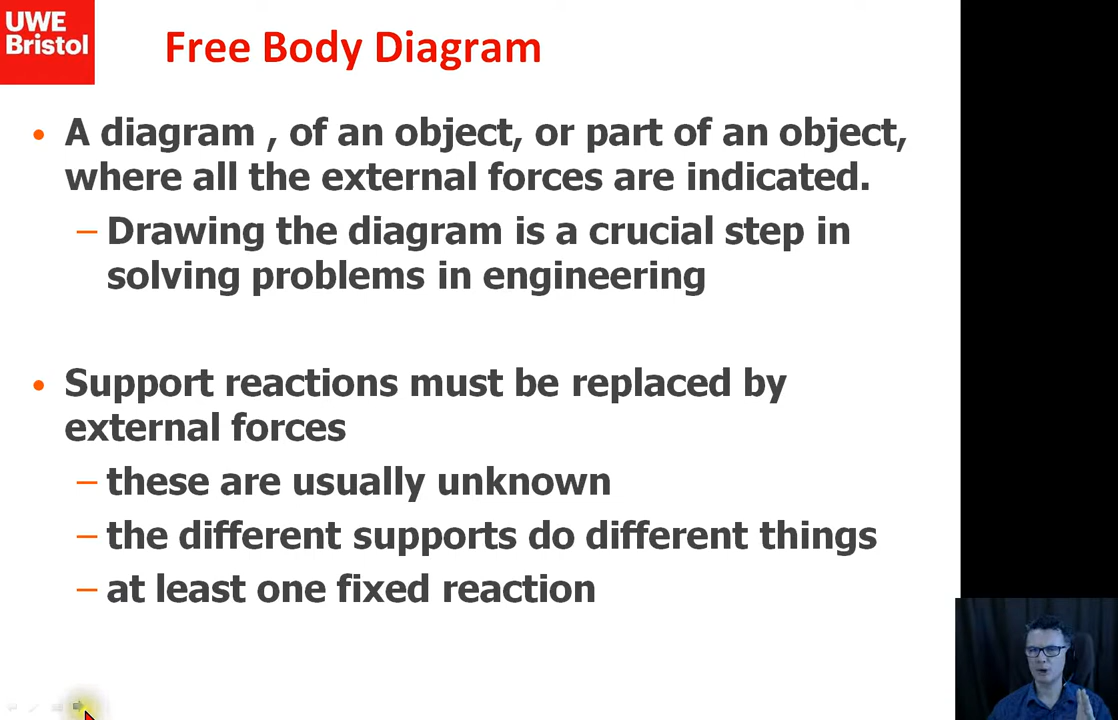 UWE
Bristol
Free Body Diagram
• A diagram , of an object, or part of an object,
where all the external forces are indicated.
– Drawing the diagram is a crucial step in
solving problems in engineering
• Support reactions must be replaced by
external forces
– these are usually unknown
– the different supports do different things
– at least one fixed reaction